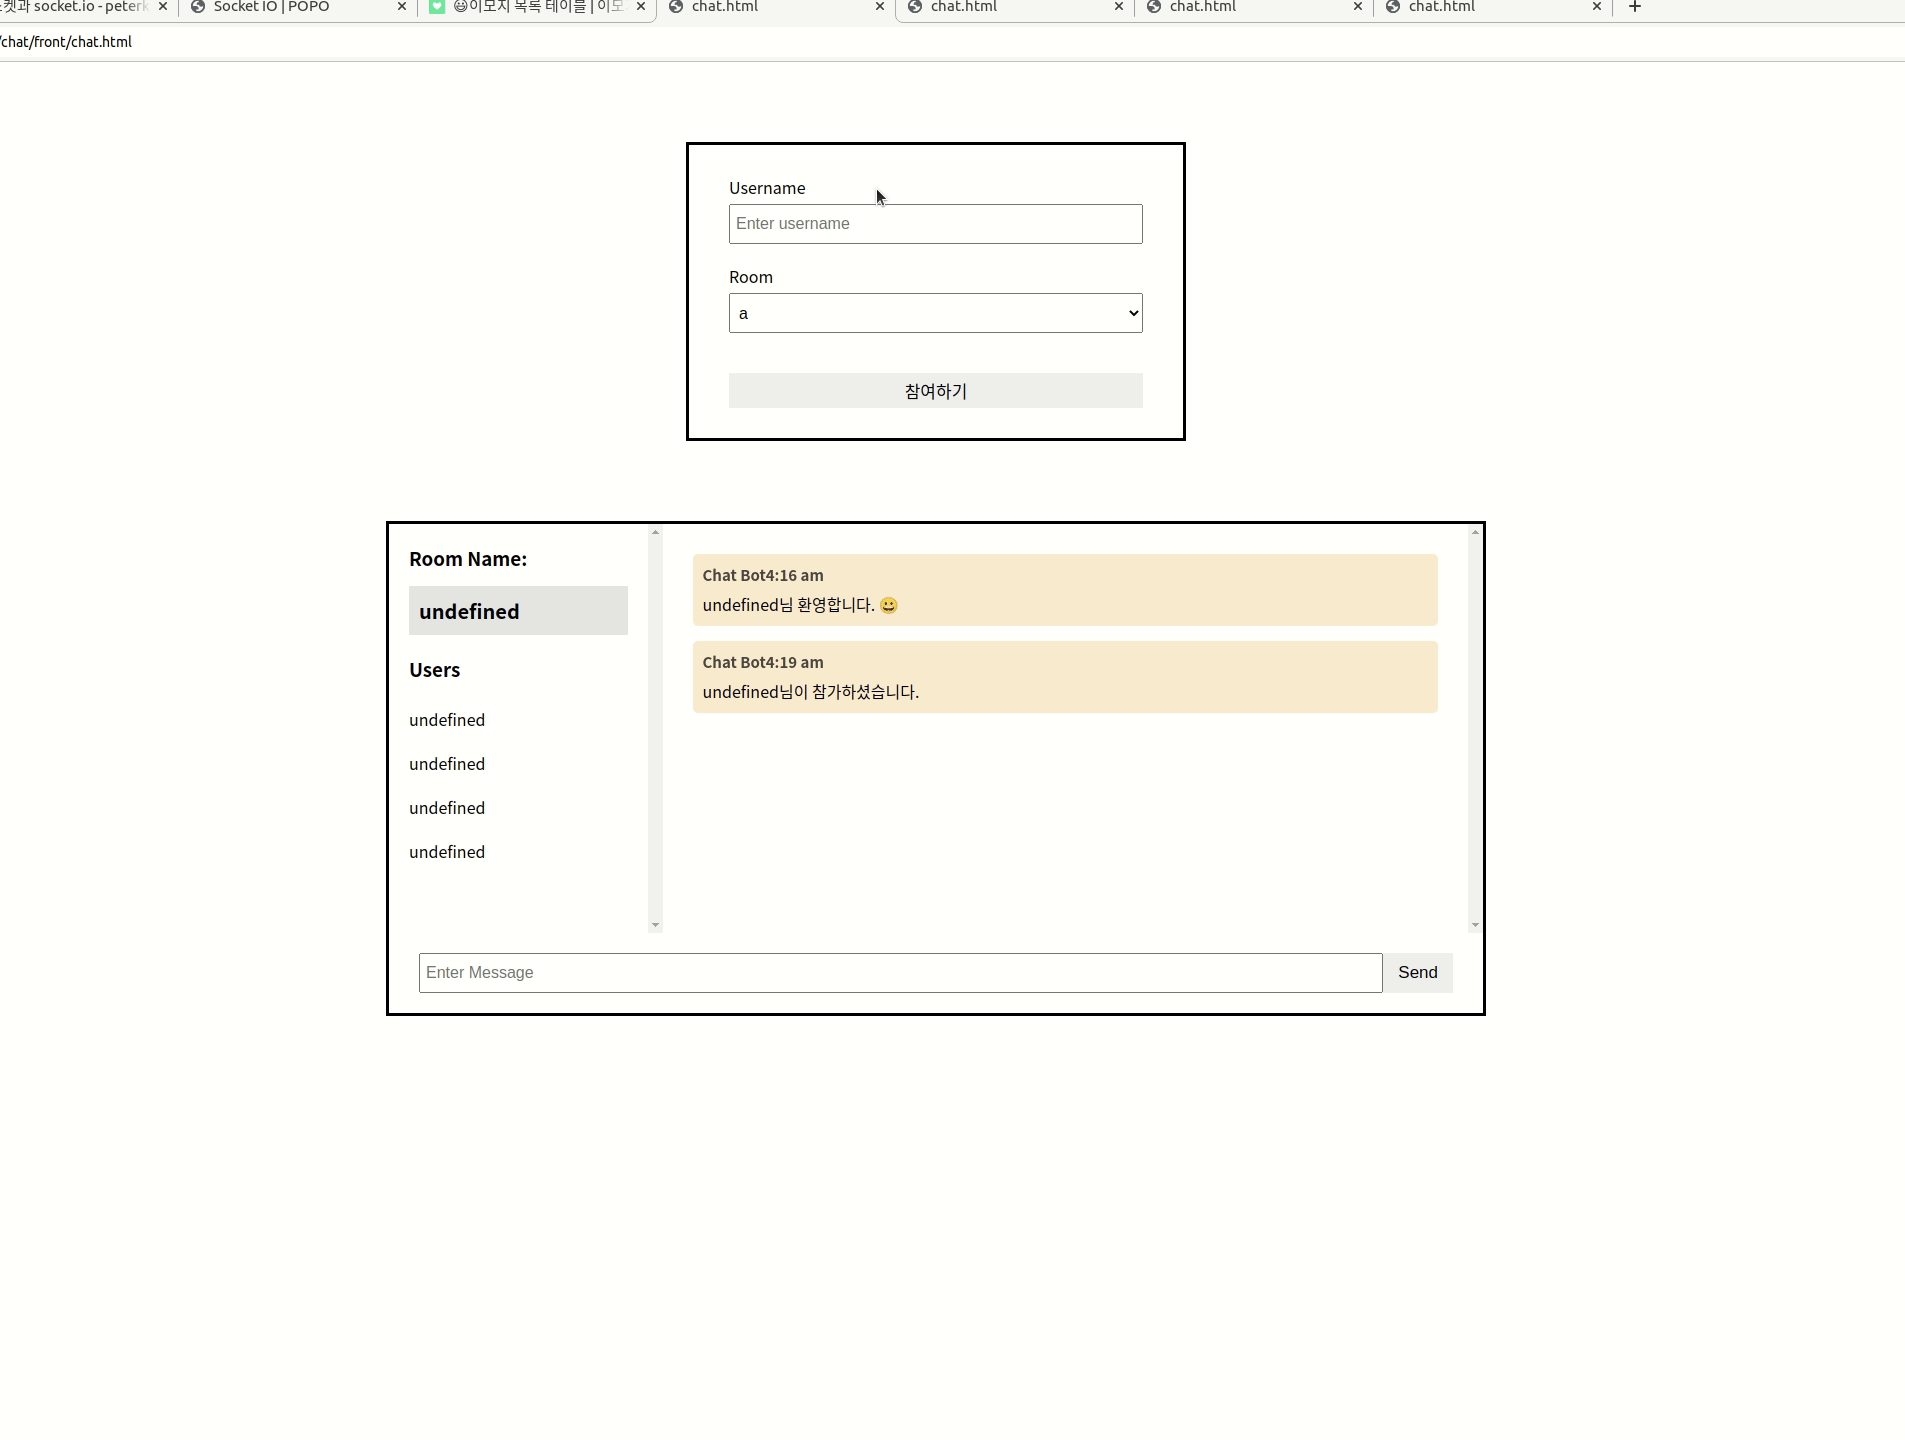 socket.io - peterk
Socket IO | POPO
😃이모지 목록 테이블 | 이모
chat.html
chat.html
chat.html
chat.html
/chat/front/chat.html
Username
Enter username
Room
a
참여하기
Room Name:
undefined
Users
undefined
undefined
undefined
undefined
Chat Bot4:16 am
undefined님 환영합니다. 😀
Chat Bot4:19 am
undefined님이 참가하셨습니다.
Enter Message
Send